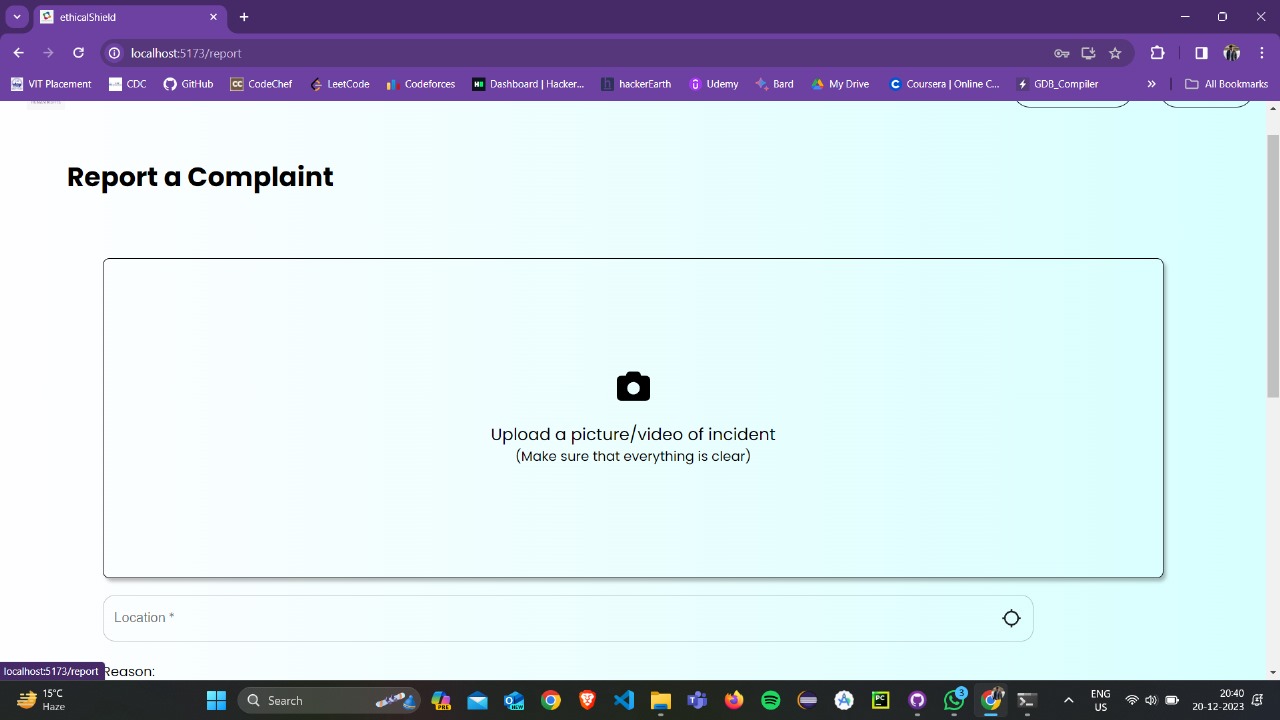 ethicalShield
localhost:5173/report
VIT Placement CDC GitHub CodeChef LeetCode Codeforces Dashboard | Hacker... hackerEarth Udemy Bard My Drive Coursera | Online C... GDB_Compiler » All Bookmarks
Report a Complaint
Upload a picture/video of incident
(Make sure that everything is clear)
Location *
Reason:
localhost:5173/report
15°C
Haze
Search
3
ENG
US
20:40
20-12-2023